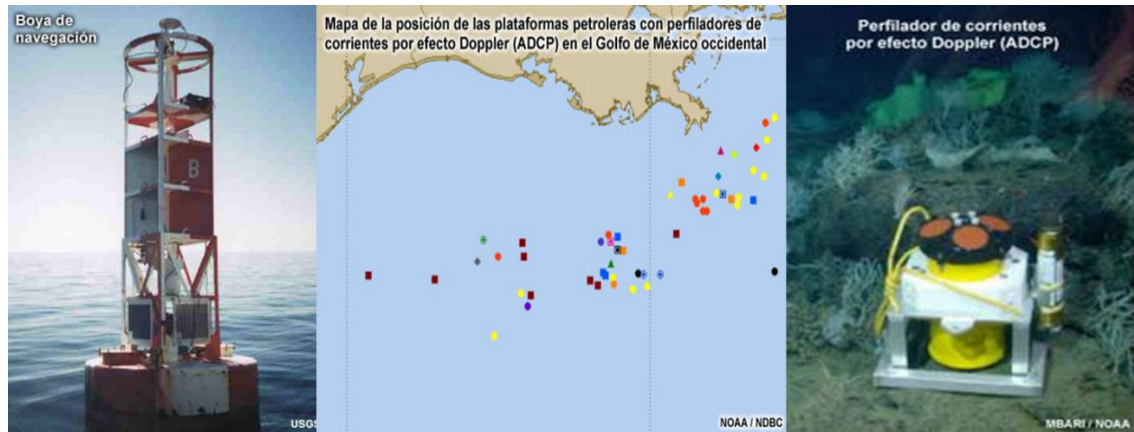 Boya de
navegación
B
USGS
Mapa de la posición de las plataformas petroleras con perfiladores de
corrientes por efecto Doppler (ADCP) en el Golfo de México occidental
NOAA / NDBC
Perfilador de corrientes
por efecto Doppler (ADCP)
MBARI / NOAA